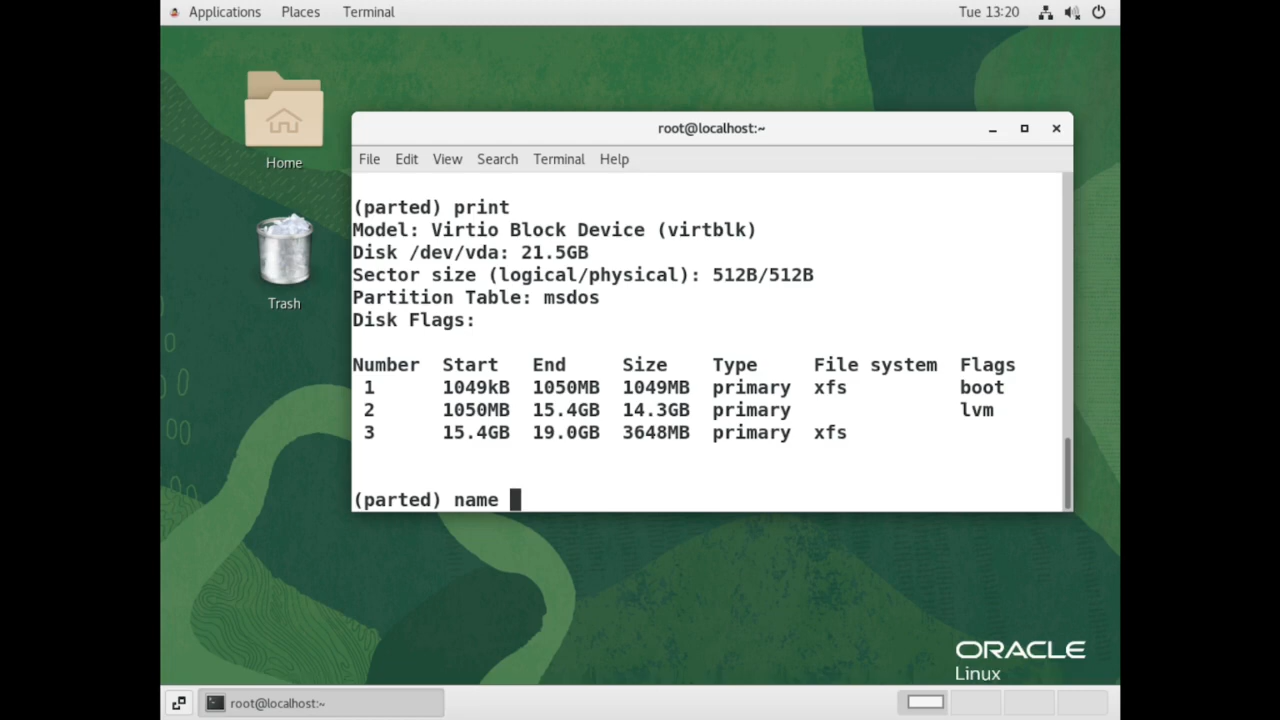 Applications Places Terminal Tue 13:20
Home
Trash
root@localhost:~
File Edit View Search Terminal Help
(parted) print
Model: Virtio Block Device (virtblk)
Disk /dev/vda: 21.5GB
Sector size (logical/physical): 512B/512B
Partition Table: msdos
Disk Flags:
Number Start End Size Type File system Flags
1 1049kB 1050MB 1049MB primary xfs boot
2 1050MB 15.4GB 14.3GB primary lvm
3 15.4GB 19.0GB 3648MB primary xfs
(parted) name
ORACLE
Linux
root@localhost:~